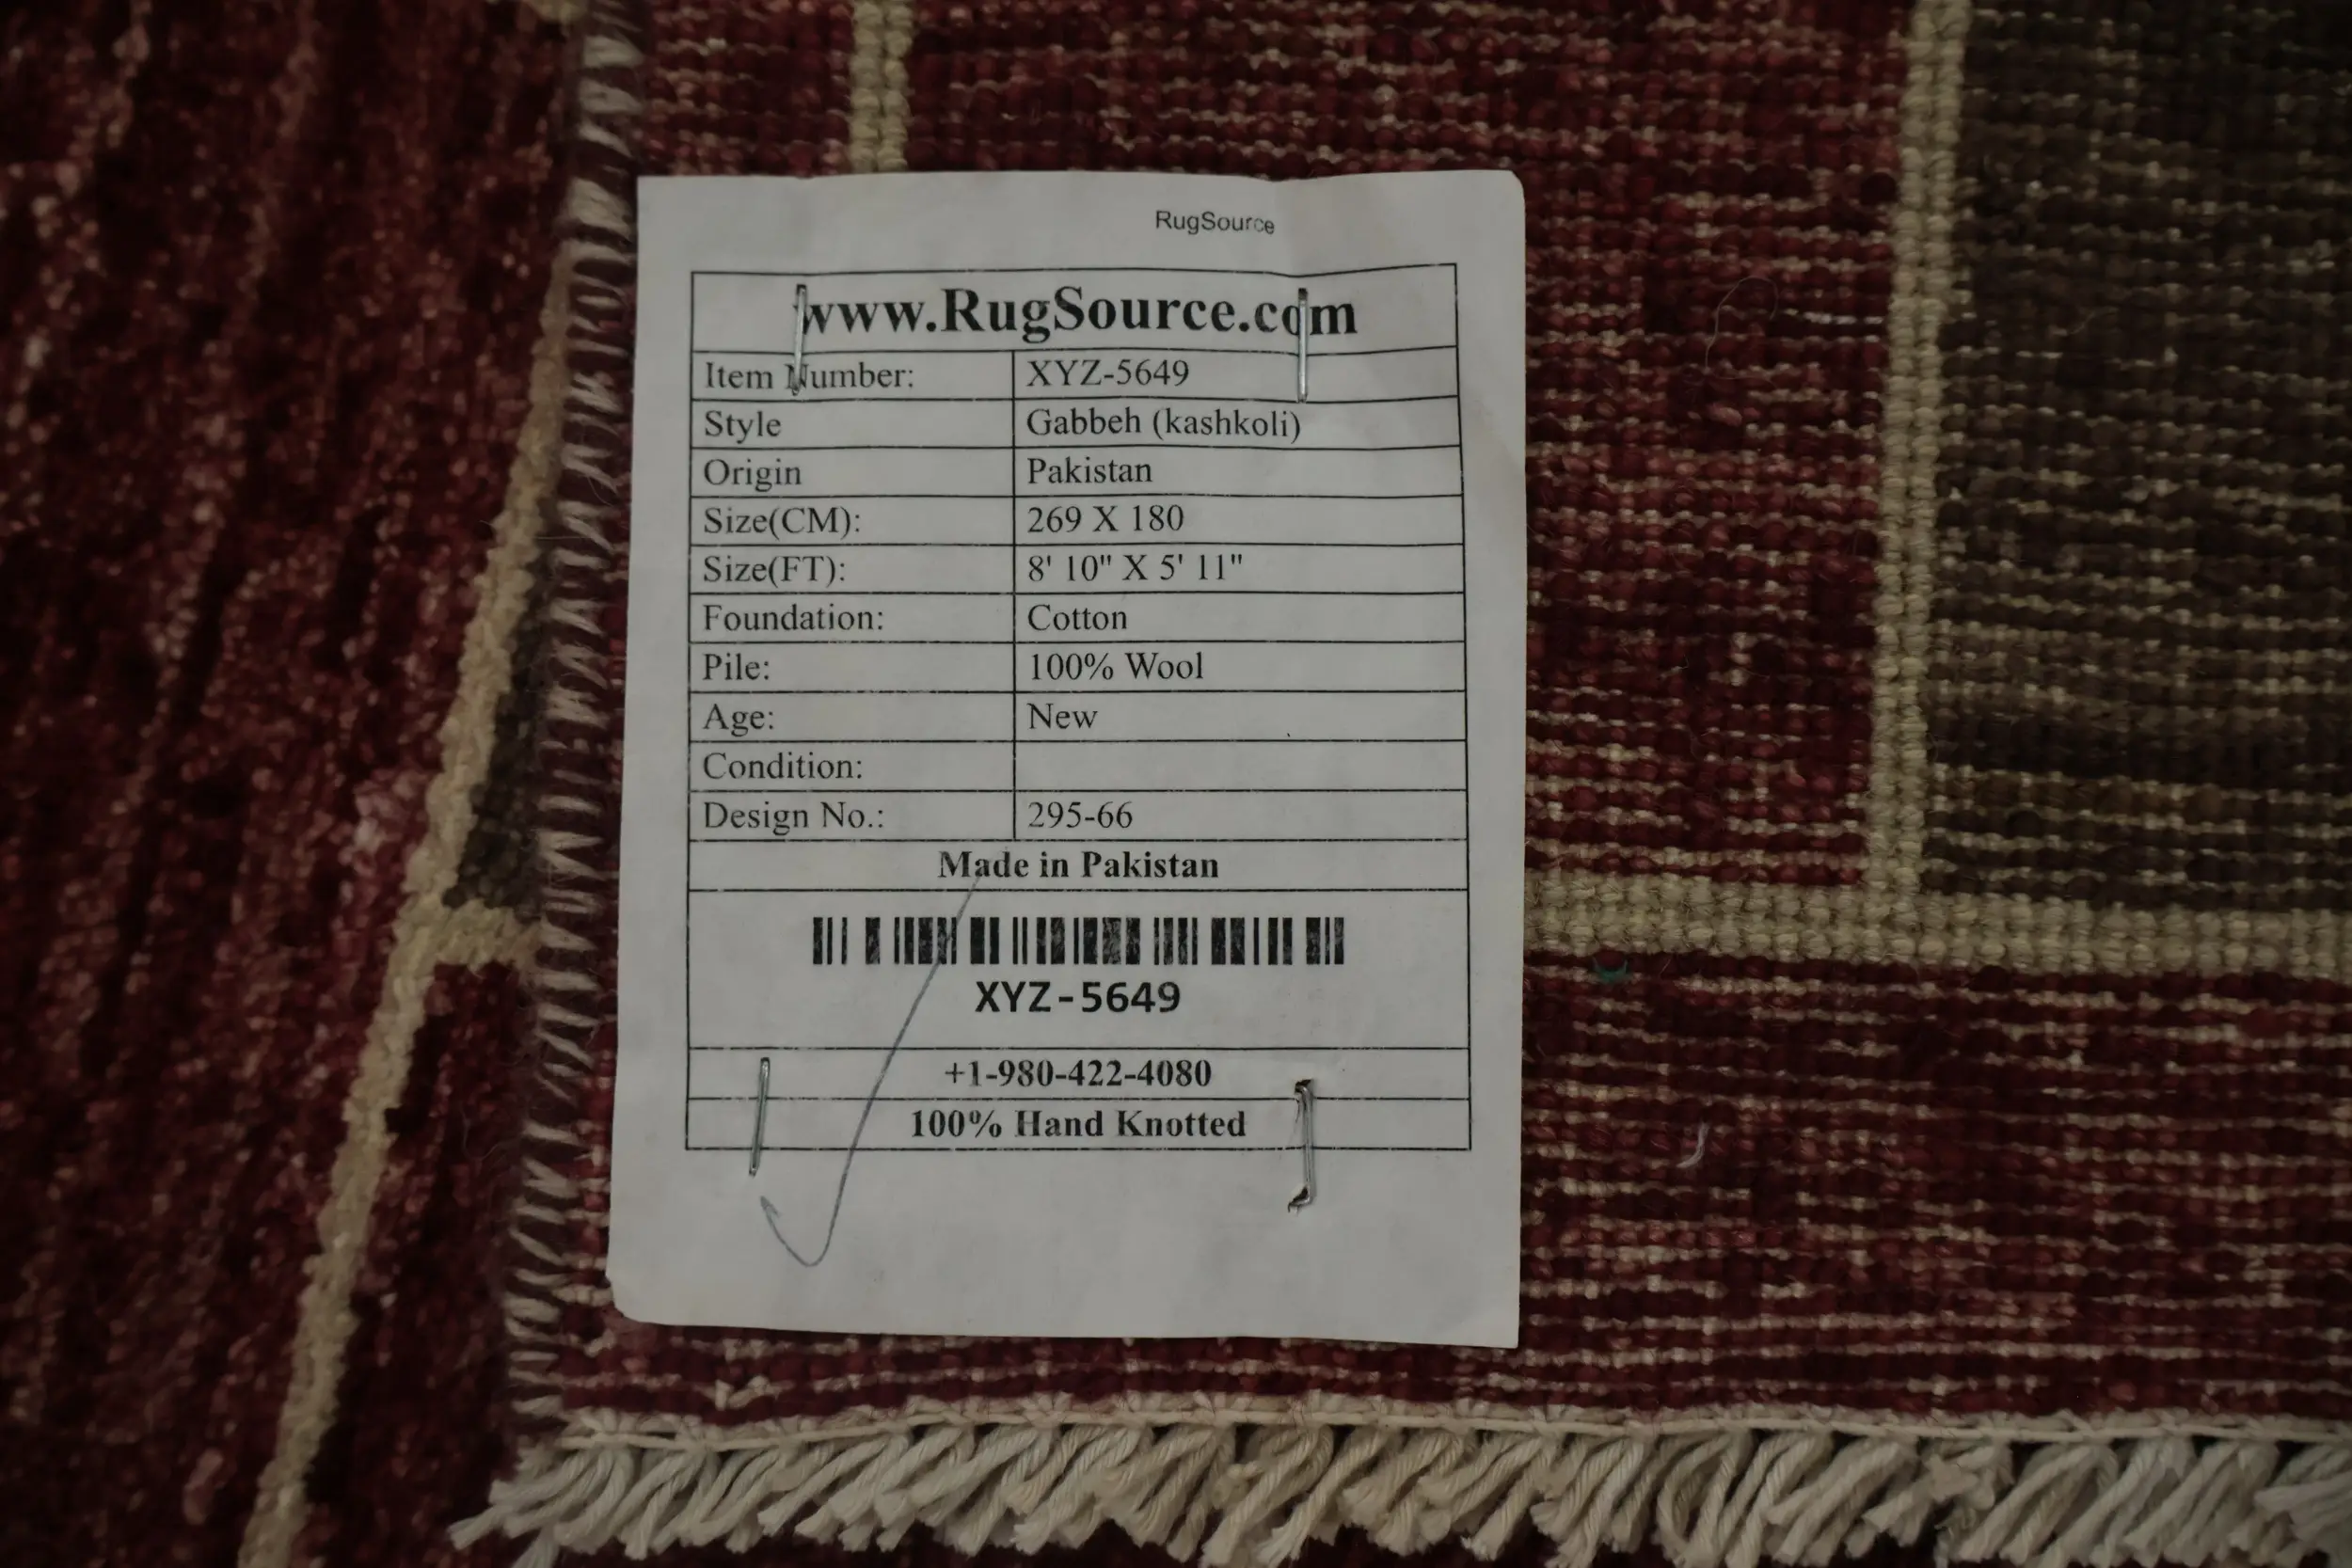 RugSource
www.RugSource.com
Item Number: XYZ-5649
Style Gabbeh (kashkoli)
Origin Pakistan
Size(CM): 269 X 180
Size(FT): 8' 10" X 5' 11"
Foundation: Cotton
Pile: 100% Wool
Age: New
Condition:
Design No.: 295-66
Made in Pakistan
XYZ-5649
+1-980-422-4080
100% Hand Knotted